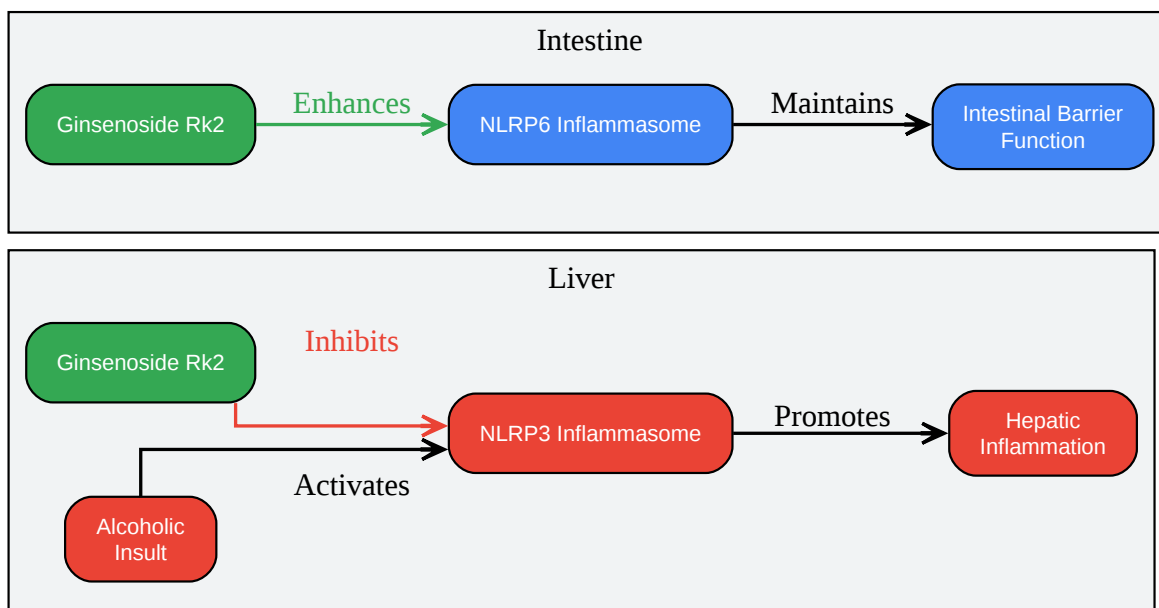 Intestine
Ginsenoside Rk2
Enhances
NLRP6 Inflammasome
Maintains
Intestinal Barrier
Function
Liver
Ginsenoside Rk2
Inhibits
NLRP3 Inflammasome
Promotes
Hepatic
Inflammation
Activates
Alcoholic
Insult